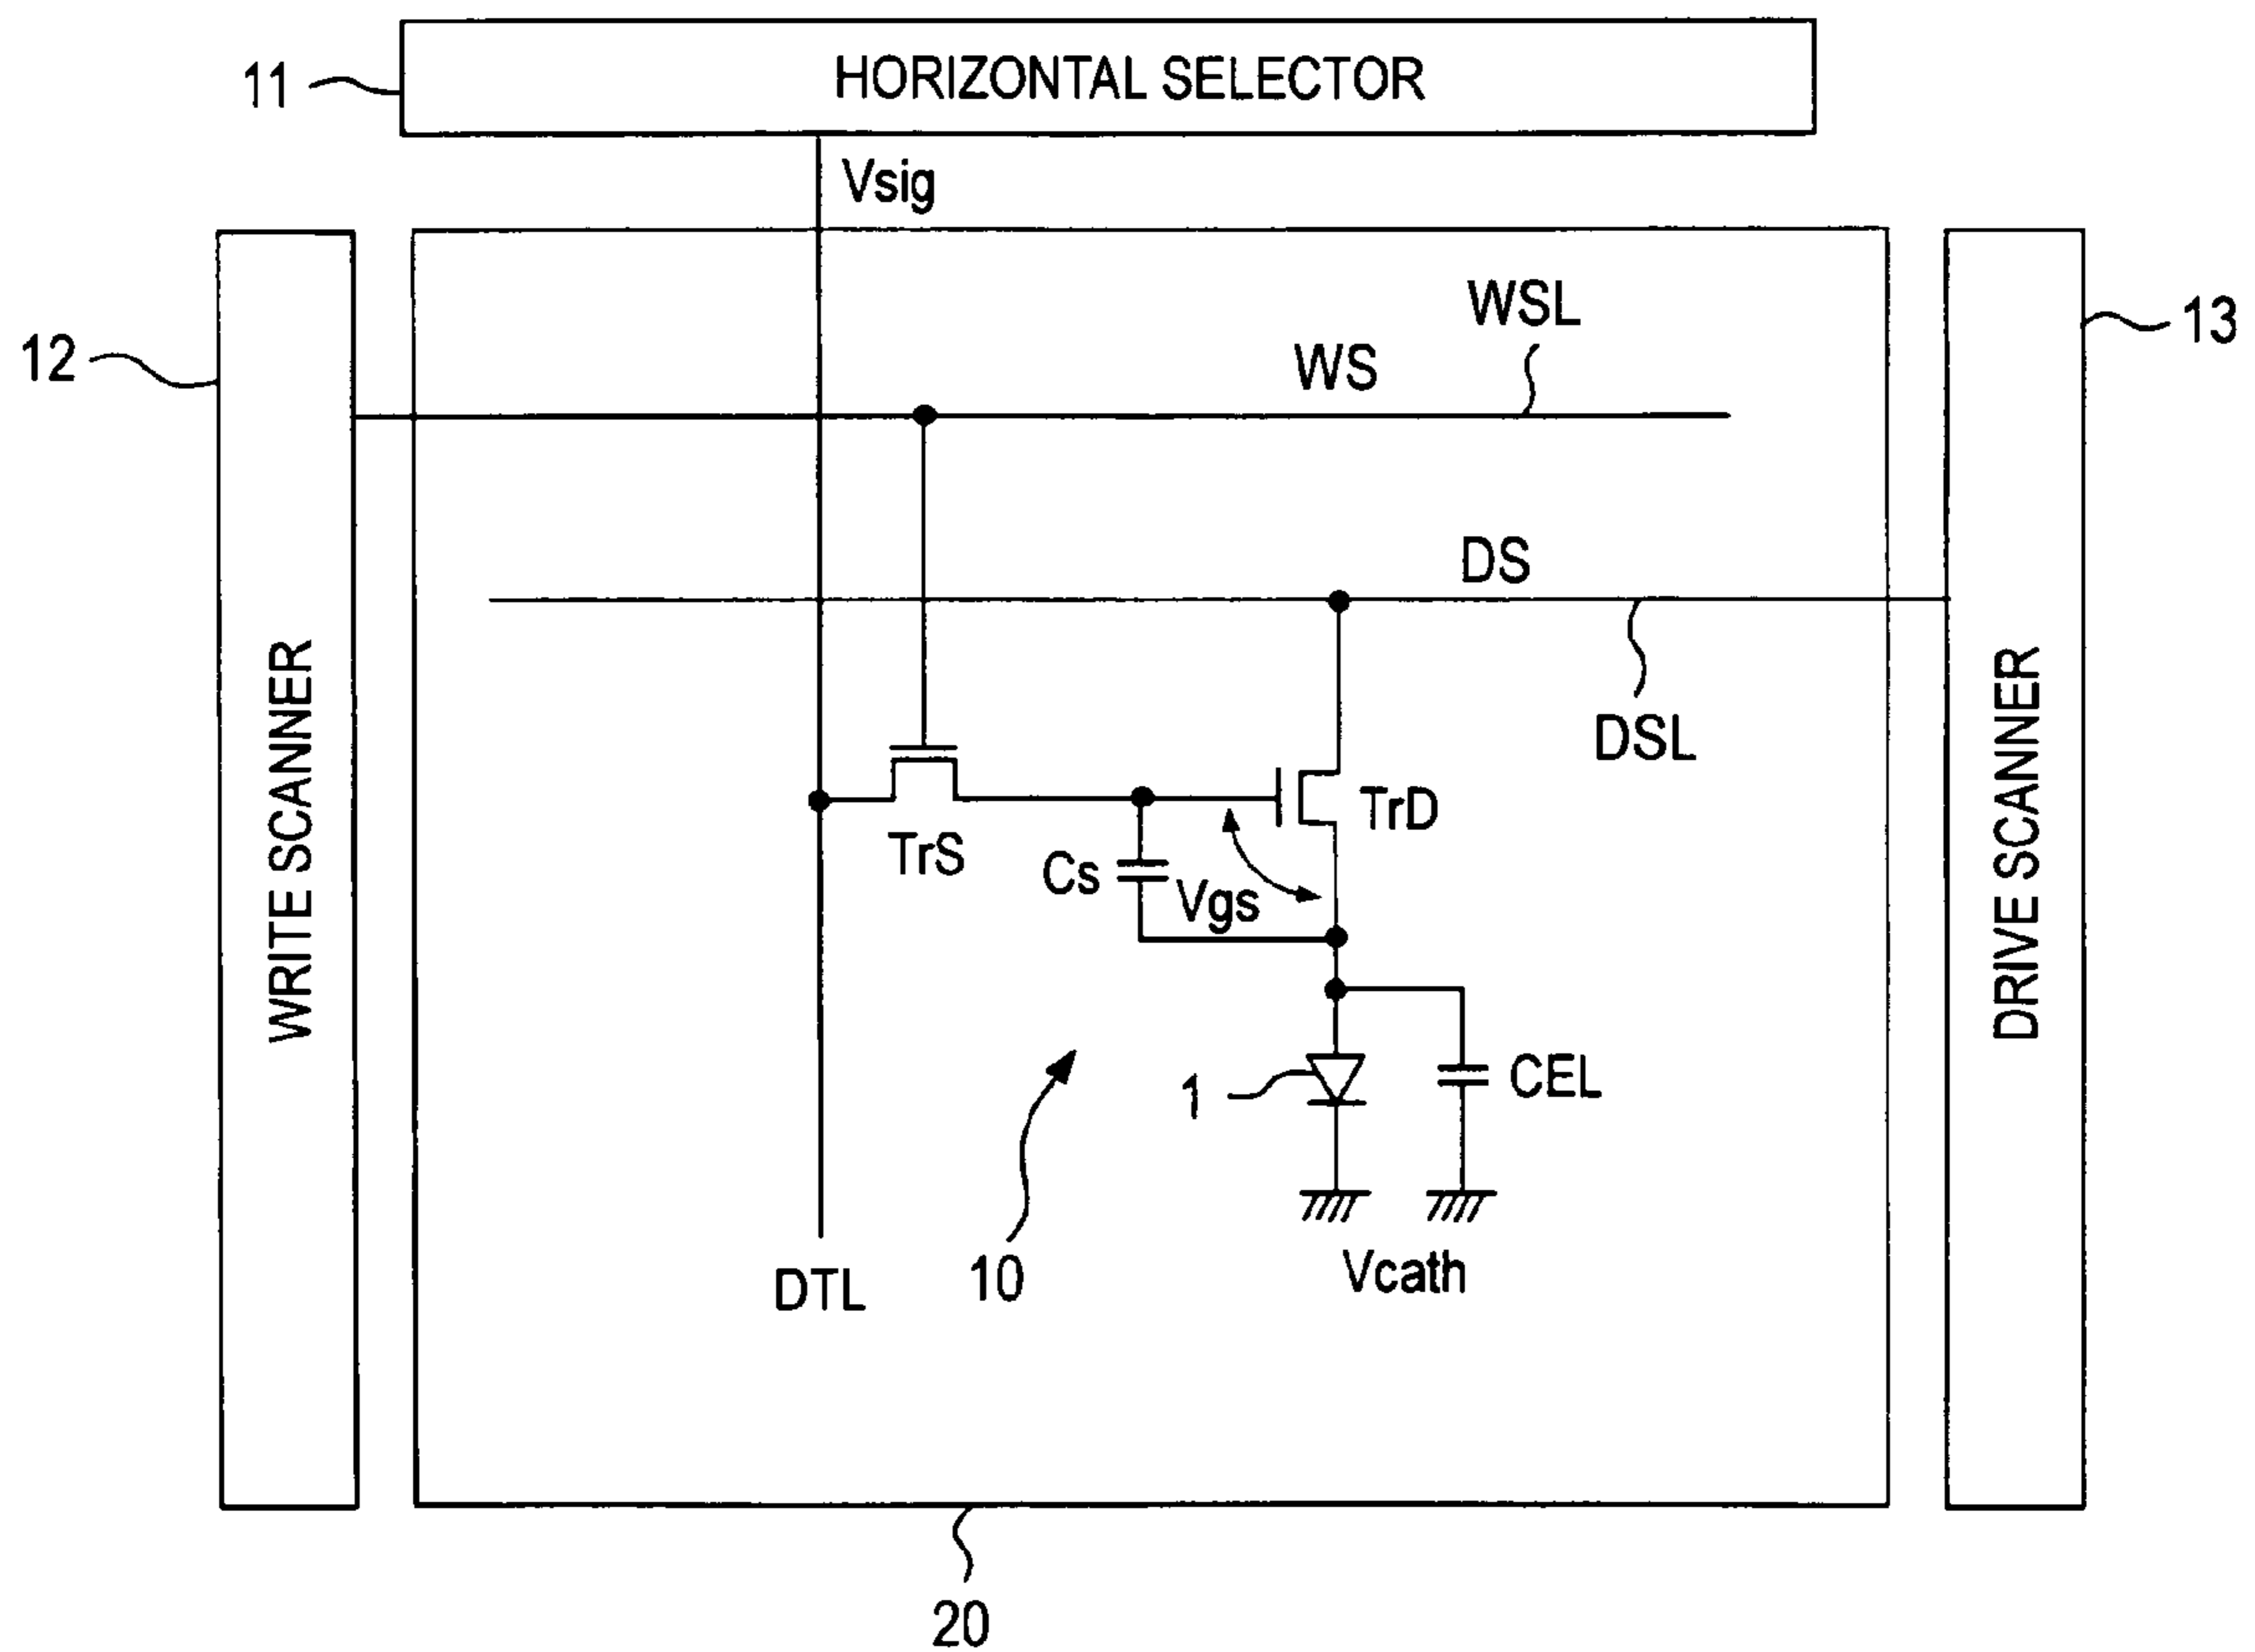 11
HORIZONTAL SELECTOR
Vsig
12
WSL
WS
13
DS
DSL
WRITE SCANNER
DRIVE SCANNER
TrS
TrD
Cs
Vgs
1
CEL
10
Vcath
DTL
20